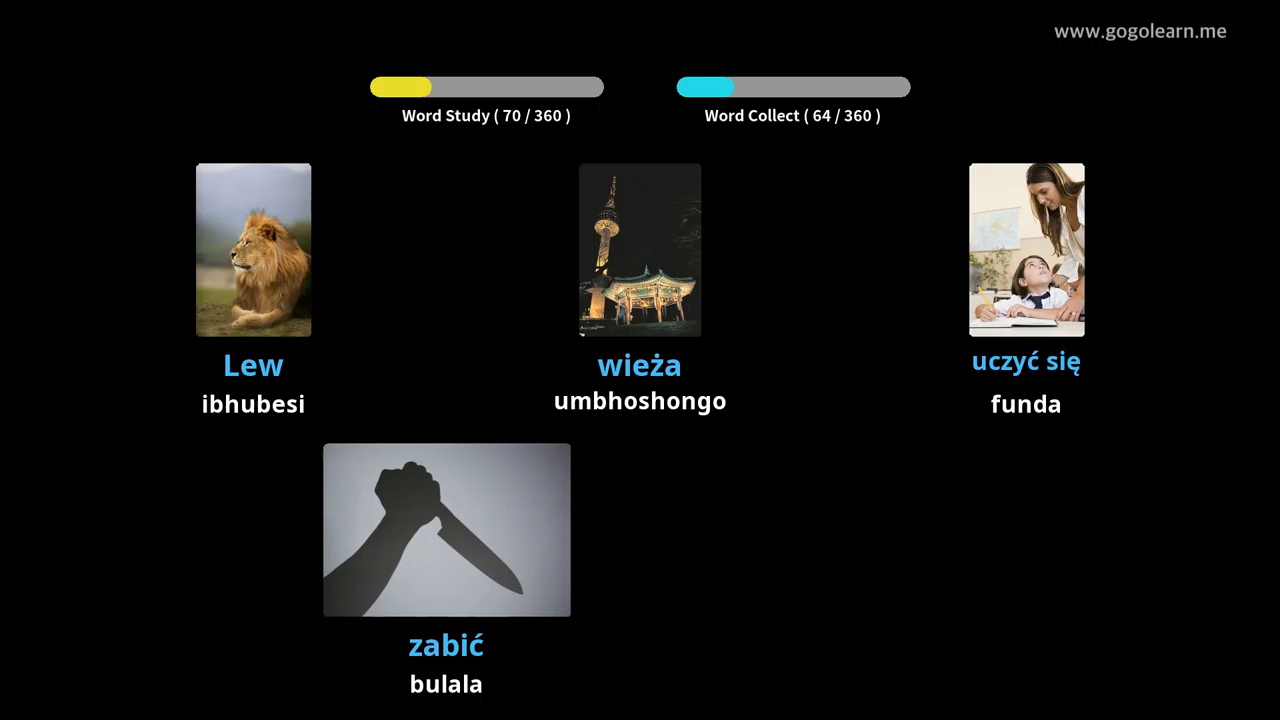 www.gogolearn.me
Word Study ( 70 / 360 )
Word Collect ( 64 / 360 )
Lew
ibhubesi
wieża
umbhoshongo
uczyć się
funda
zabić
bulala